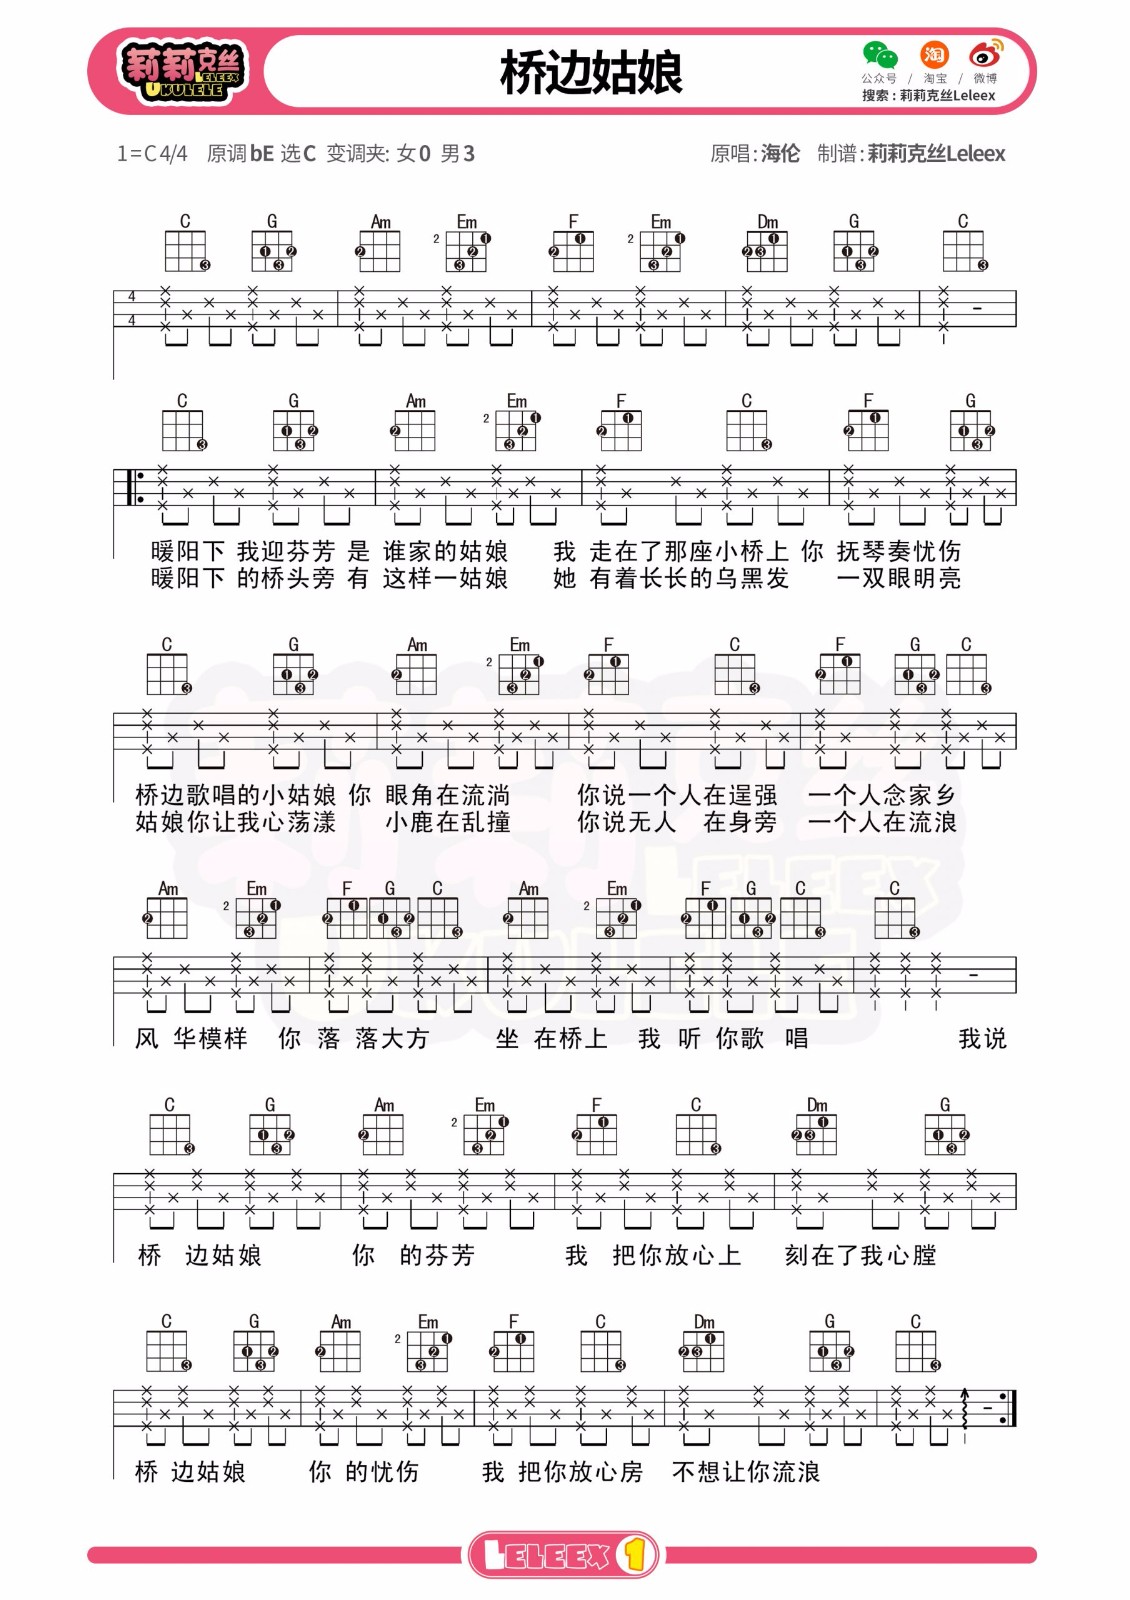 莉莉克丝
LELEEX
UKULELE
桥边姑娘
公众号 / 淘宝 / 微博
搜索：莉莉克丝Leleex
1=C 4/4 原调bE 选C 变调夹: 女0 男3
原唱：海伦 制谱：莉莉克丝Leleex
C G Am Em F Em Dm G C
2 2
4
4
C G Am Em F C F G
2
暖阳下 我迎芬芳 是 谁家的姑娘 我 走在了那座小桥上 你 抚琴奏忧伤
暖阳下 的桥头旁 有 这样一姑娘 她 有着长长的乌黑发 一双眼明亮
C G Am Em F C F G C
2
桥边歌唱的小姑娘 你 眼角在流淌 你说一个人在逞强 一个人念家乡
姑娘你让我心荡漾 小鹿在乱撞 你说无人 在身旁 一个人在流浪
Am Em F G C Am Em F G C C
2 2
风 华模样 你 落 落大方 坐 在桥上 我 听 你歌 唱 我说
C G Am Em F C Dm G
2
桥 边姑娘 你 的芬芳 我 把你放心上 刻在了我心膛
C G Am Em F C Dm G C
2
桥 边姑娘 你 的忧伤 我 把你放心房 不想让你流浪
LELEEX 1